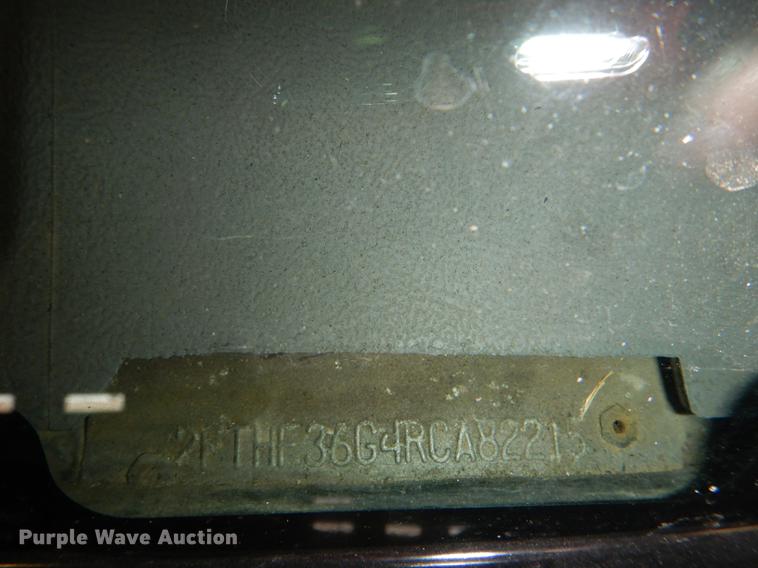 2FTHF36G4RCA82215
Purple Wave Auction